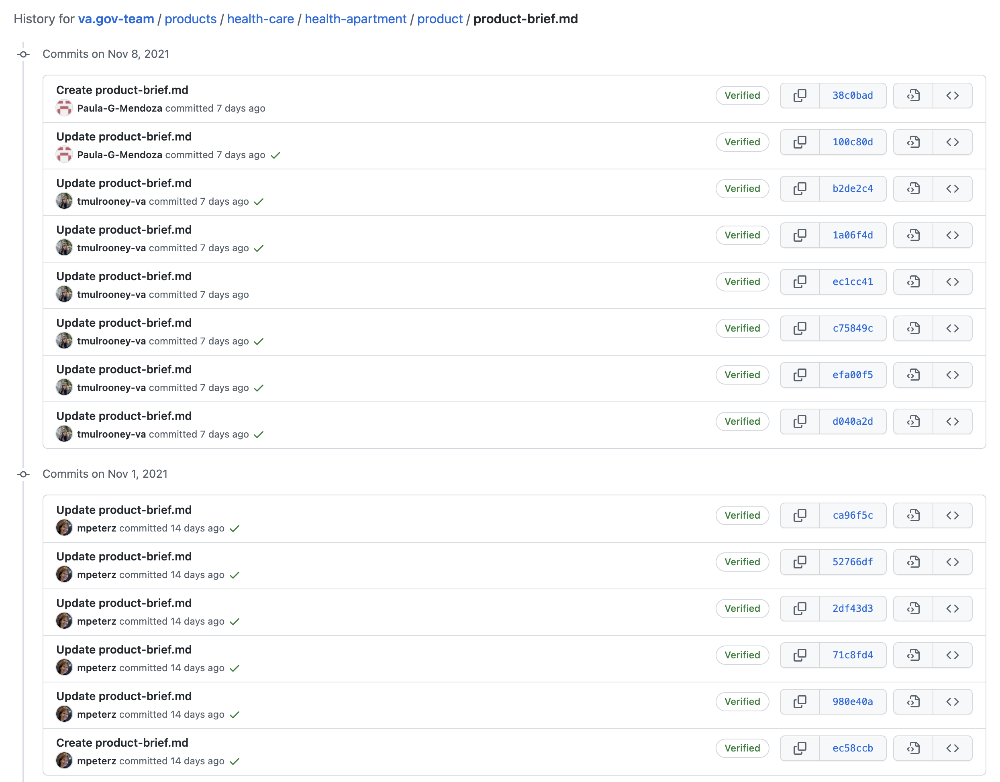 History for va.gov-team / products / health-care / health-apartment / product / product-brief.md
Commits on Nov 8, 2021
Create product-brief.md
Verified 38c0bad
Paula-G-Mendoza committed 7 days ago
Update product-brief.md
Verified 100c80d
Paula-G-Mendoza committed 7 days ago
Update product-brief.md
Verified b2de2c4
tmulrooney-va committed 7 days ago
Update product-brief.md
Verified 1a06f4d
tmulrooney-va committed 7 days ago
Update product-brief.md
Verified ec1cc41
tmulrooney-va committed 7 days ago
Update product-brief.md
Verified c75849c
tmulrooney-va committed 7 days ago
Update product-brief.md
Verified efa00f5
tmulrooney-va committed 7 days ago
Update product-brief.md
Verified d040a2d
tmulrooney-va committed 7 days ago
Commits on Nov 1, 2021
Update product-brief.md
Verified ca96f5c
mpeterz committed 14 days ago
Update product-brief.md
Verified 52766df
mpeterz committed 14 days ago
Update product-brief.md
Verified 2df43d3
mpeterz committed 14 days ago
Update product-brief.md
Verified 71c8fd4
mpeterz committed 14 days ago
Update product-brief.md
Verified 980e40a
mpeterz committed 14 days ago
Create product-brief.md
Verified ec58ccb
mpeterz committed 14 days ago